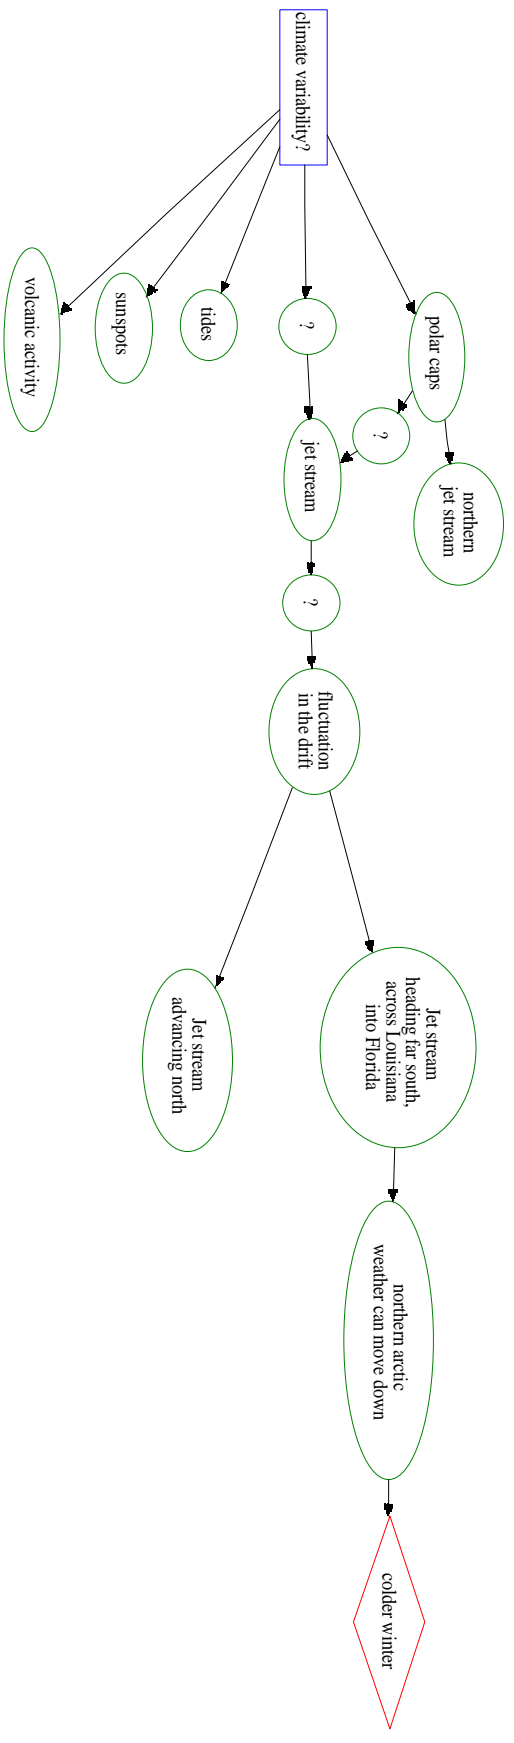 climate variability?
polar caps
northern
jet stream
?
?
jet stream
tides
sunspots
volcanic activity
?
fluctuation
in the drift
Jet stream
heading far south,
across Louisiana
into Florida
Jet stream
advancing north
northern arctic
weather can move down
colder winter